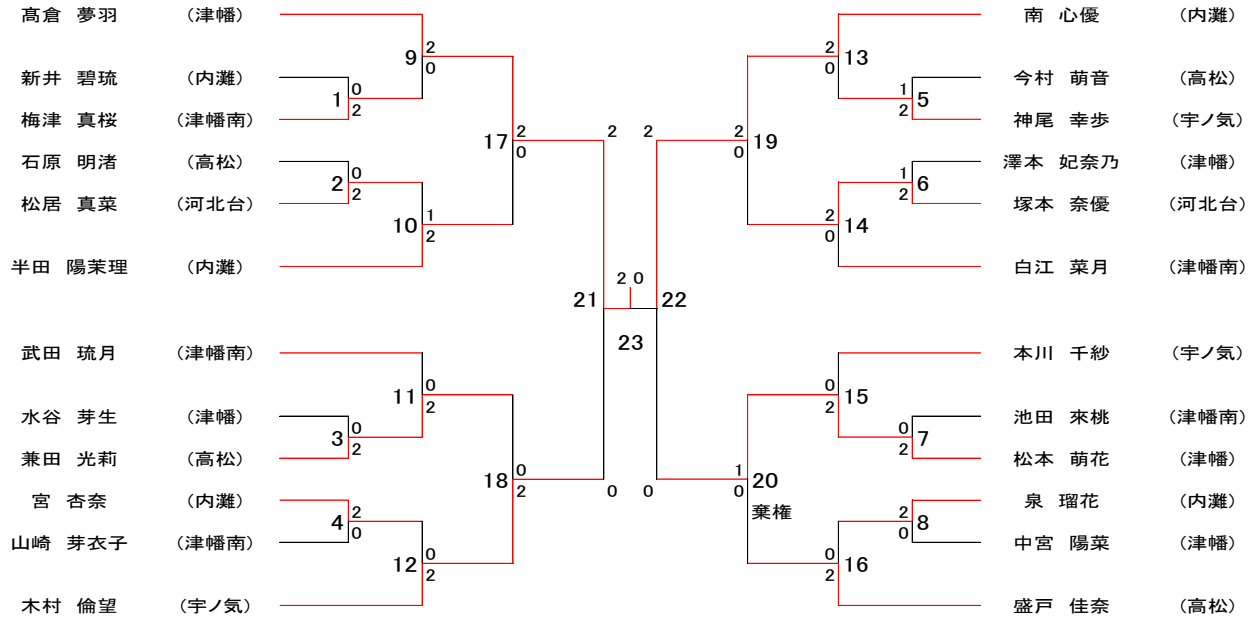 髙倉 夢羽 (津幡)
新井 碧琉 (内灘)
梅津 真桜 (津幡南)
石原 明渚 (高松)
松居 真菜 (河北台)
半田 陽茉理 (内灘)
武田 琉月 (津幡南)
水谷 芽生 (津幡)
兼田 光莉 (高松)
宮 杏奈 (内灘)
山崎 芽衣子 (津幡南)
木村 倫望 (宇ノ気)
1 0 2
2 0 2
3 0 2
4 2 0
9 2 0
10 1 2
11 0 2
12 0 2
17 2 0
18 0 2
21 2 0
2 0
23
22 2 0
19 2 0
20 1 0
棄権
13 2 0
14 2 0
15 0 2
16 0 2
5 1 2
6 1 2
7 0 2
8 2 0
南 心優 (内灘)
今村 萌音 (高松)
神尾 幸歩 (宇ノ気)
澤本 妃奈乃 (津幡)
塚本 奈優 (河北台)
白江 菜月 (津幡南)
本川 千紗 (宇ノ気)
池田 來桃 (津幡南)
松本 萌花 (津幡)
泉 瑠花 (内灘)
中宮 陽菜 (津幡)
盛戸 佳奈 (高松)